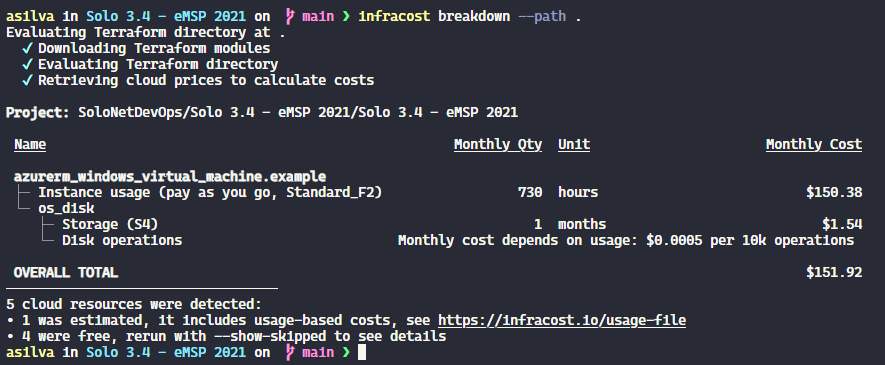 asilva in Solo 3.4 - eMSP 2021 on main ❯ infracost breakdown --path .
Evaluating Terraform directory at .
✓ Downloading Terraform modules
✓ Evaluating Terraform directory
✓ Retrieving cloud prices to calculate costs
Project: SoloNetDevOps/Solo 3.4 - eMSP 2021/Solo 3.4 - eMSP 2021
Name Monthly Qty Unit Monthly Cost
azurerm_windows_virtual_machine.example
├─ Instance usage (pay as you go, Standard_F2) 730 hours $150.38
└─ os_disk
├─ Storage (S4) 1 months $1.54
└─ Disk operations Monthly cost depends on usage: $0.0005 per 10k operations
OVERALL TOTAL $151.92
5 cloud resources were detected:
• 1 was estimated, it includes usage-based costs, see https://infracost.io/usage-file
• 4 were free, rerun with --show-skipped to see details
asilva in Solo 3.4 - eMSP 2021 on main ❯